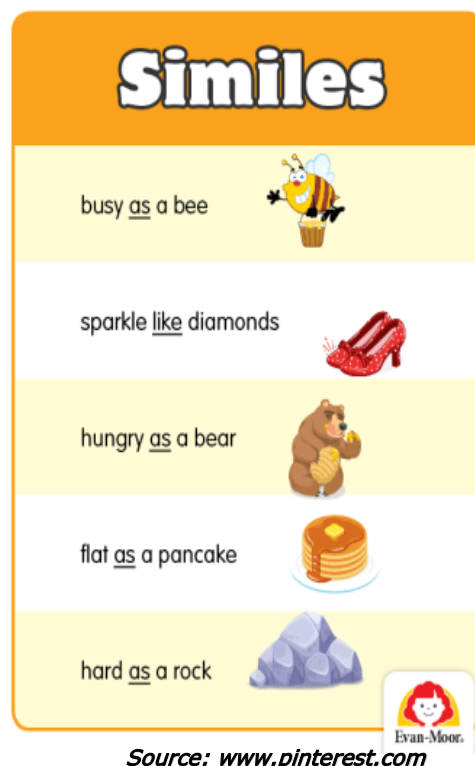 Similes
busy as a bee
sparkle like diamonds
hungry as a bear
flat as a pancake
hard as a rock
Evan-Moor®
Source: www.pinterest.com